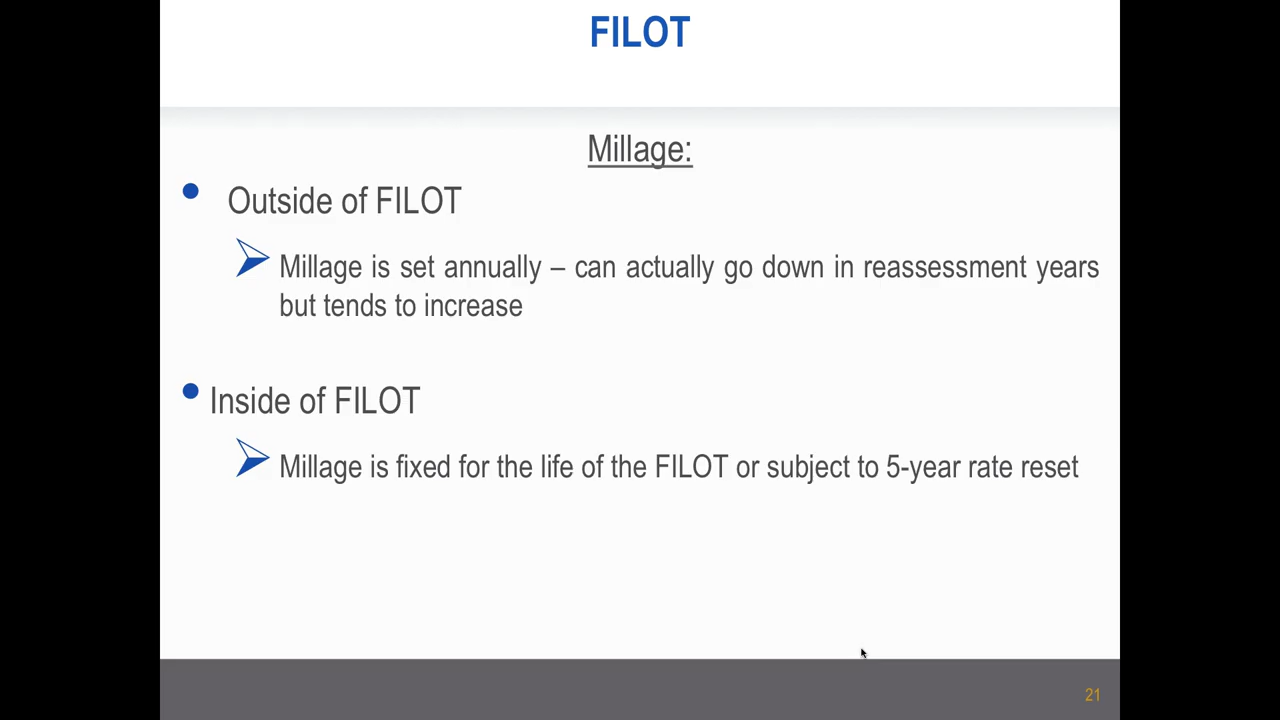 FILOT
Millage:
Outside of FILOT
Millage is set annually – can actually go down in reassessment years
but tends to increase
Inside of FILOT
Millage is fixed for the life of the FILOT or subject to 5-year rate reset
21